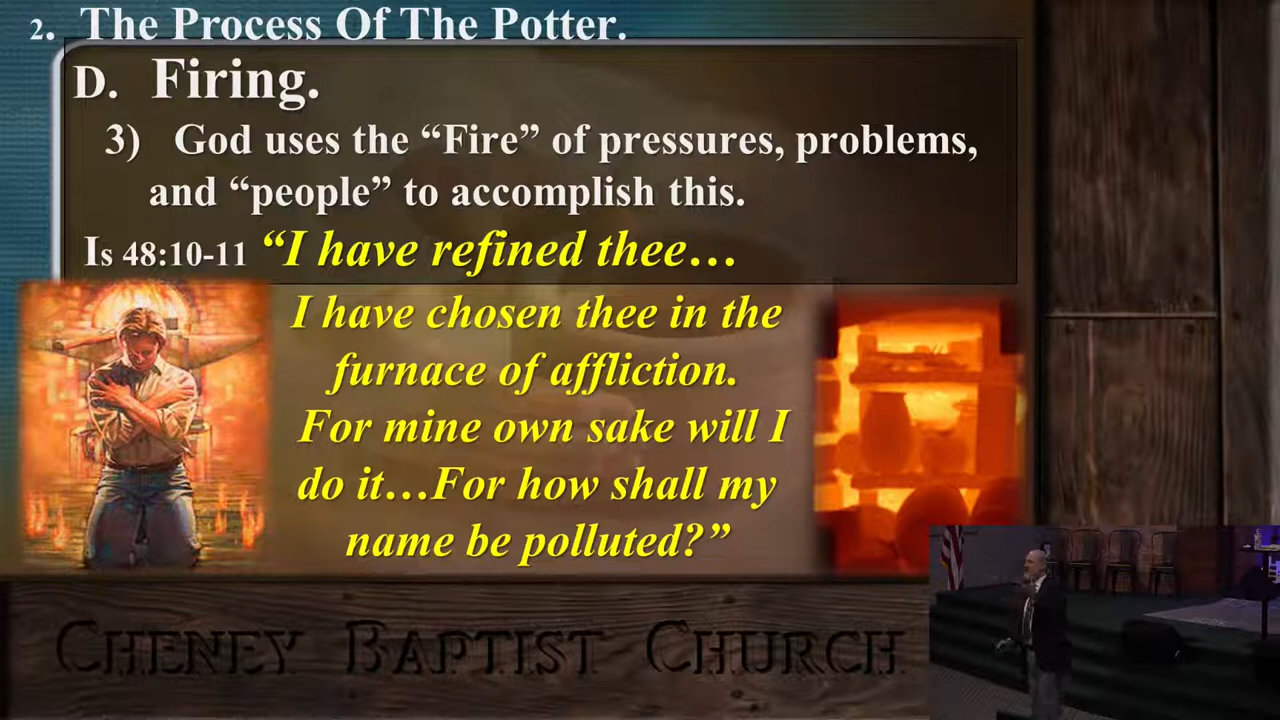 2. The Process Of The Potter.
D. Firing.
3) God uses the “Fire” of pressures, problems,
and “people” to accomplish this.
Is 48:10-11 “I have refined thee…
I have chosen thee in the
furnace of affliction.
For mine own sake will I
do it…For how shall my
name be polluted?”
Cheney Baptist Church